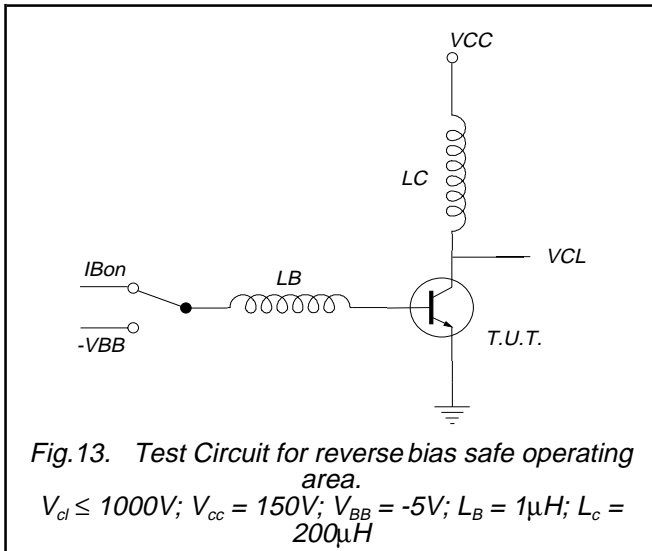 VCC
LC
VCL
IBon
LB
-VBB
T.U.T.
Fig.13. Test Circuit for reverse bias safe operating
area.
Vcl ≤ 1000V; Vcc = 150V; VBB = -5V; LB = 1μH; Lc =
200μH